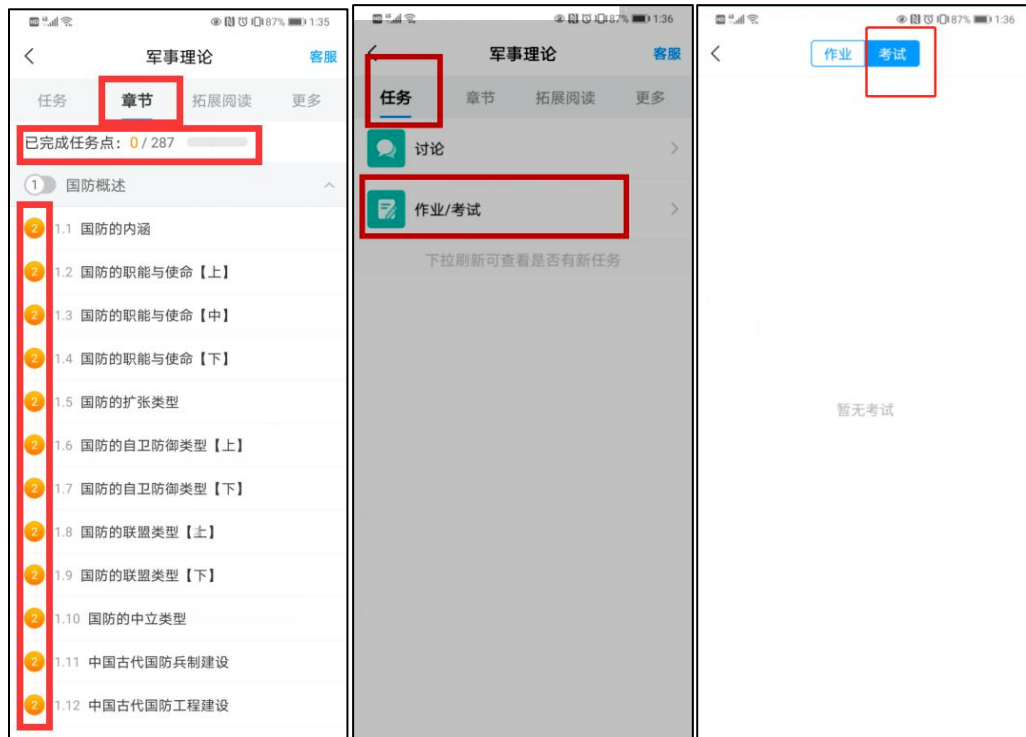 1:35
军事理论
客服
任务 章节 拓展阅读 更多
已完成任务点：0 / 287
1 国防概述
2 1.1 国防的内涵
2 1.2 国防的职能与使命【上】
2 1.3 国防的职能与使命【中】
2 1.4 国防的职能与使命【下】
2 1.5 国防的扩张类型
2 1.6 国防的自卫防御类型【上】
2 1.7 国防的自卫防御类型【下】
2 1.8 国防的联盟类型【上】
2 1.9 国防的联盟类型【下】
2 1.10 国防的中立类型
2 1.11 中国古代国防兵制建设
2 1.12 中国古代国防工程建设
87% 1:36
军事理论
客服
任务 章节 拓展阅读 更多
讨论
作业/考试
下拉刷新可查看是否有新任务
87% 1:36
作业 考试
暂无考试